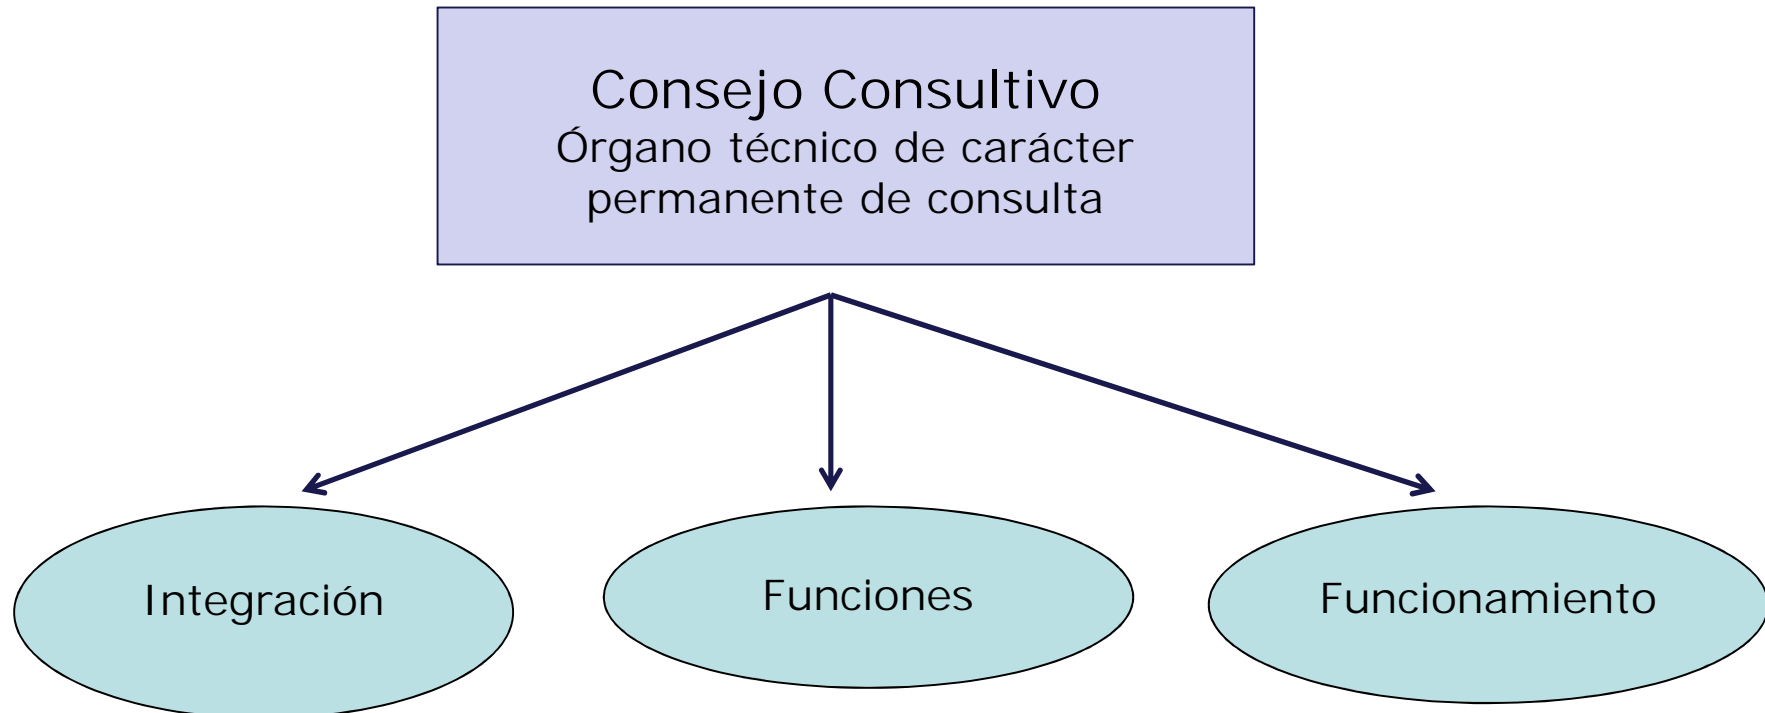 Consejo Consultivo
Órgano técnico de carácter
permanente de consulta
Integración
Funciones
Funcionamiento